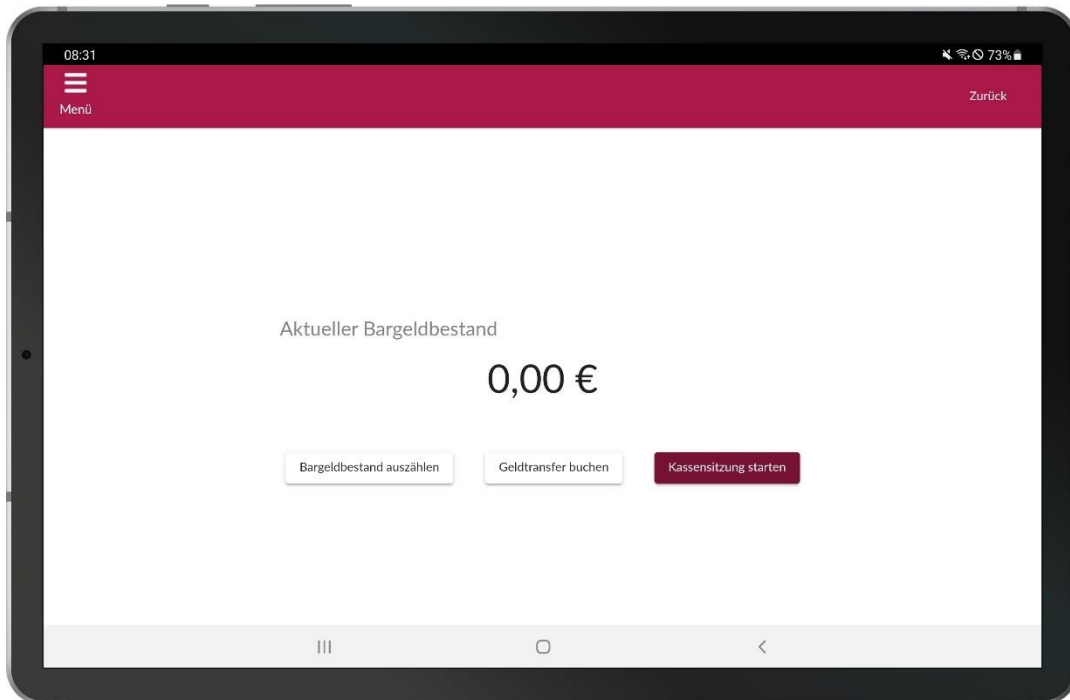 08:31
73%
Menü
Zurück
Aktueller Bargeldbestand
0,00 €
Bargeldbestand auszählen
Geldtransfer buchen
Kassensitzung starten